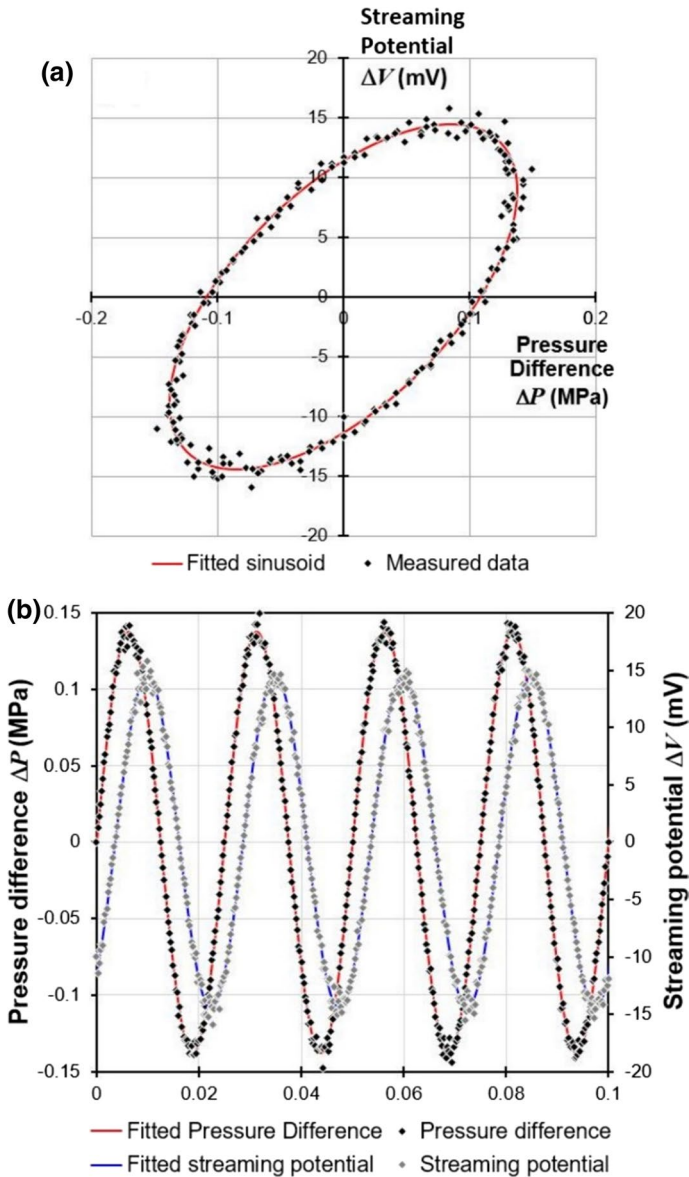 (a)
Streaming
Potential
ΔV (mV)
20
15
10
5
0
-0.2 -0.1 0 0.1 0.2
-5
-10
-15
-20
Pressure
Difference
ΔP (MPa)
Fitted sinusoid Measured data
(b)
Pressure difference ΔP (MPa)
0.15
0.1
0.05
0
-0.05
-0.1
-0.15
Streaming potential ΔV (mV)
20
15
10
5
0
-5
-10
-15
-20
0 0.02 0.04 0.06 0.08 0.1
Fitted Pressure Difference Pressure difference
Fitted streaming potential Streaming potential